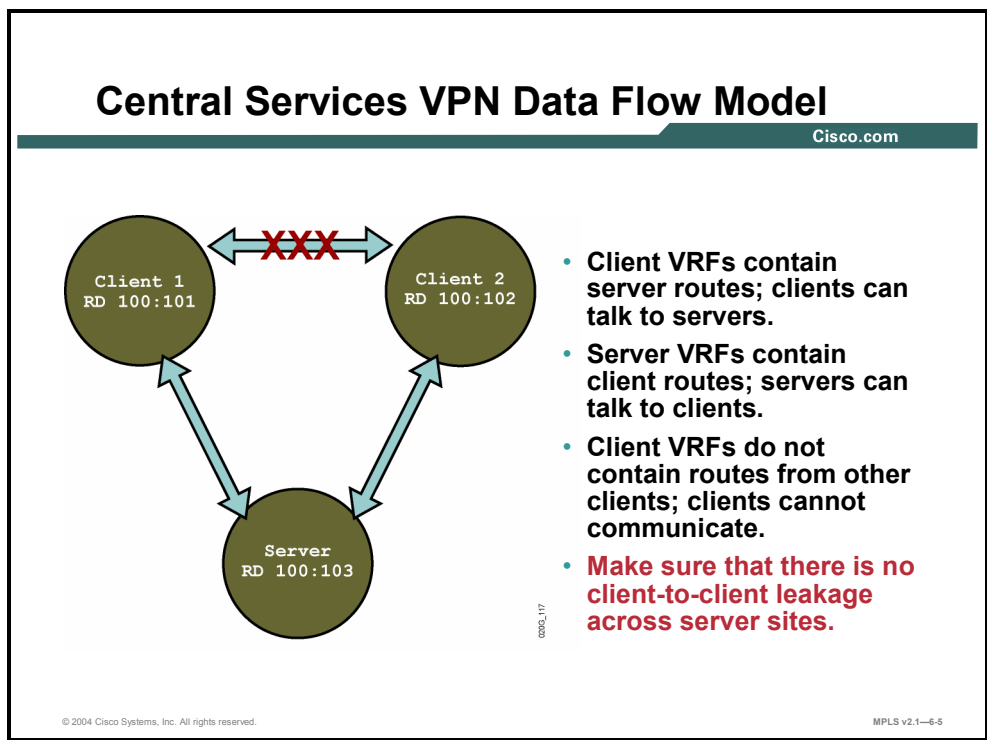 Central Services VPN Data Flow Model
Cisco.com
XXX
Client 1
RD 100:101
Client 2
RD 100:102
Server
RD 100:103
020G_117
• Client VRFs contain
server routes; clients can
talk to servers.
• Server VRFs contain
client routes; servers can
talk to clients.
• Client VRFs do not
contain routes from other
clients; clients cannot
communicate.
• Make sure that there is no
client-to-client leakage
across server sites.
© 2004 Cisco Systems, Inc. All rights reserved.
MPLS v2.1—6-5